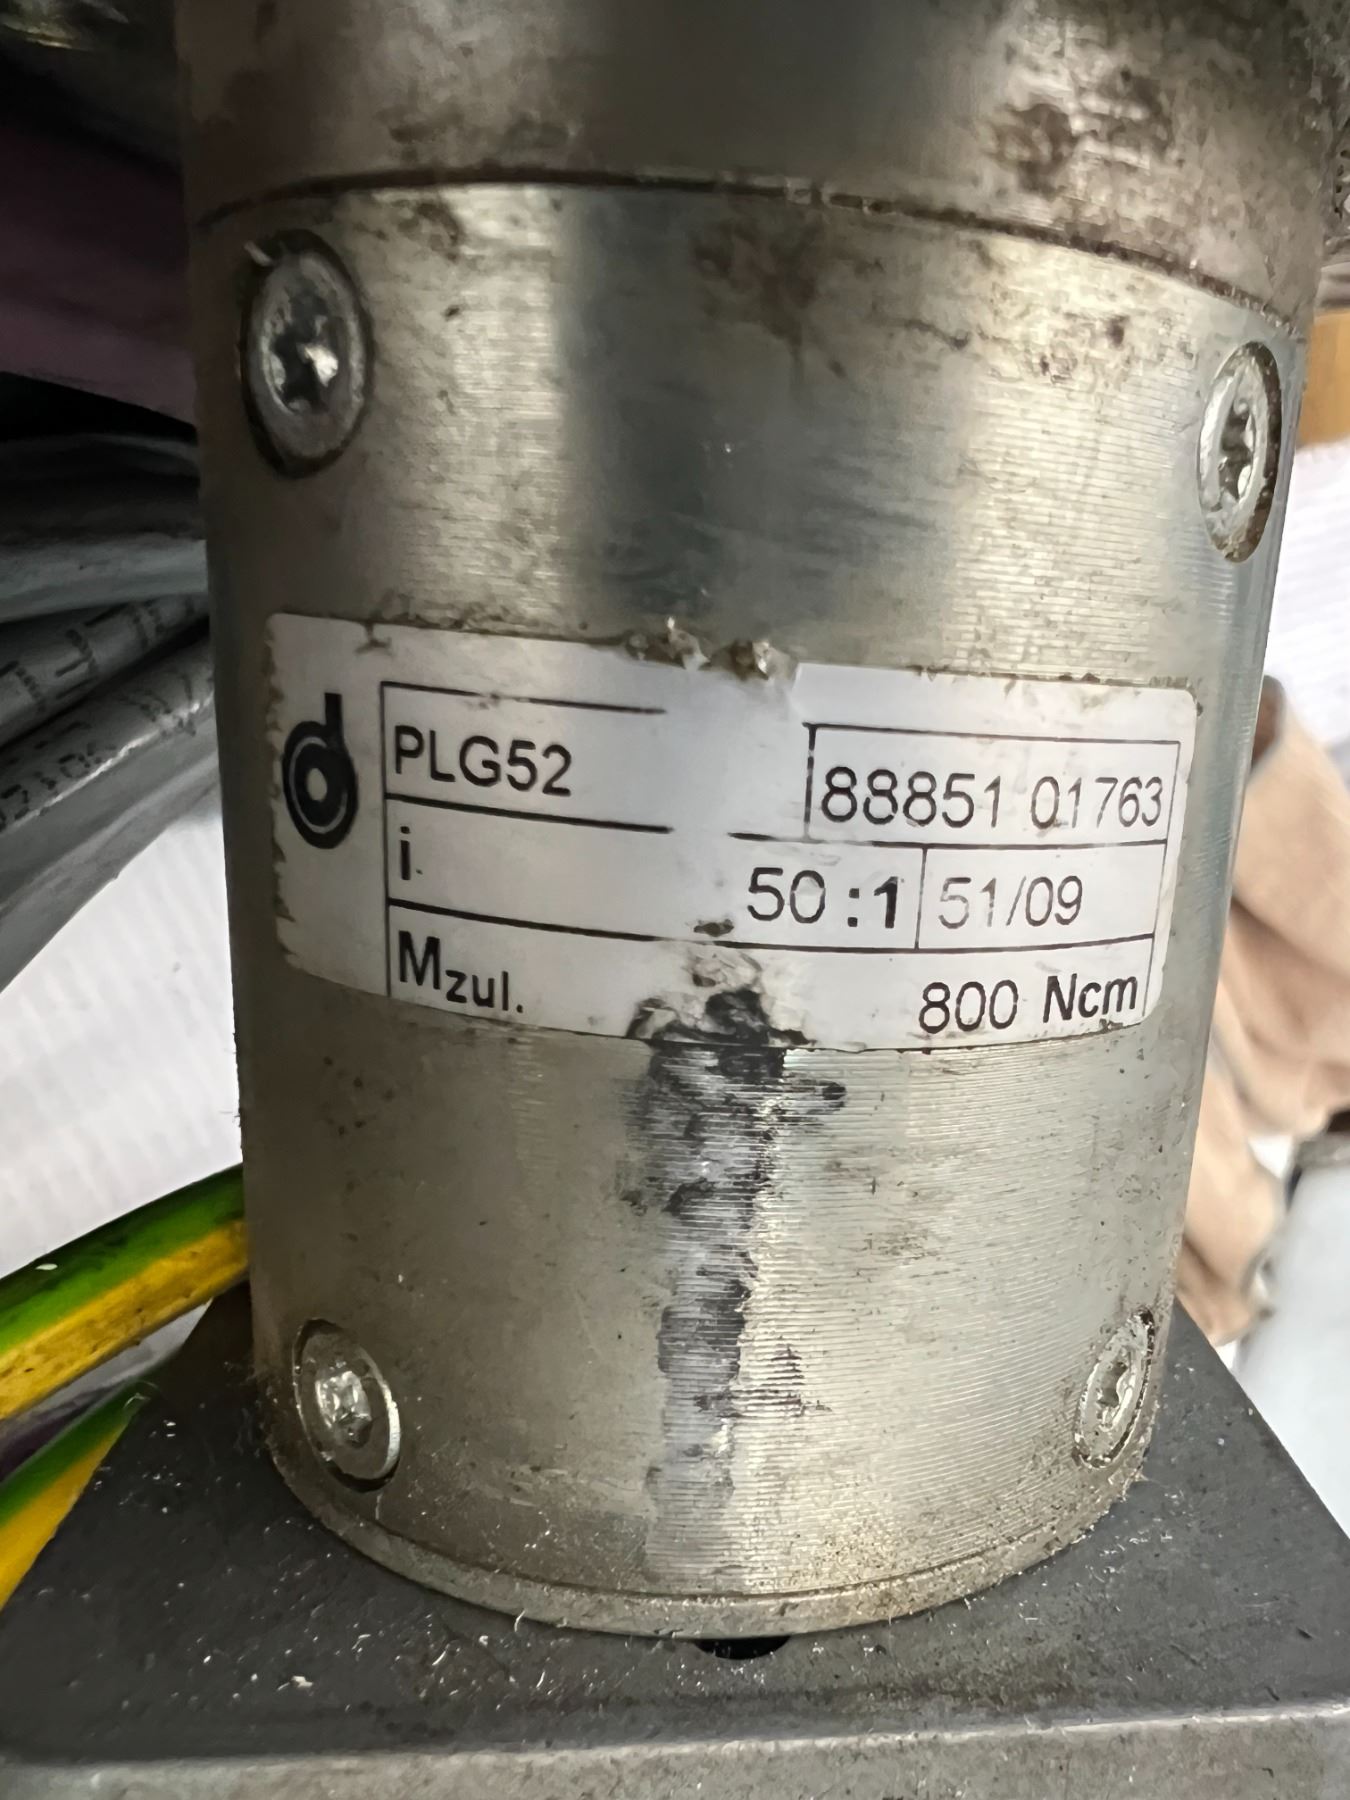 PLG52
88851 01763
i 50:1 51/09
Mzul. 800 Ncm